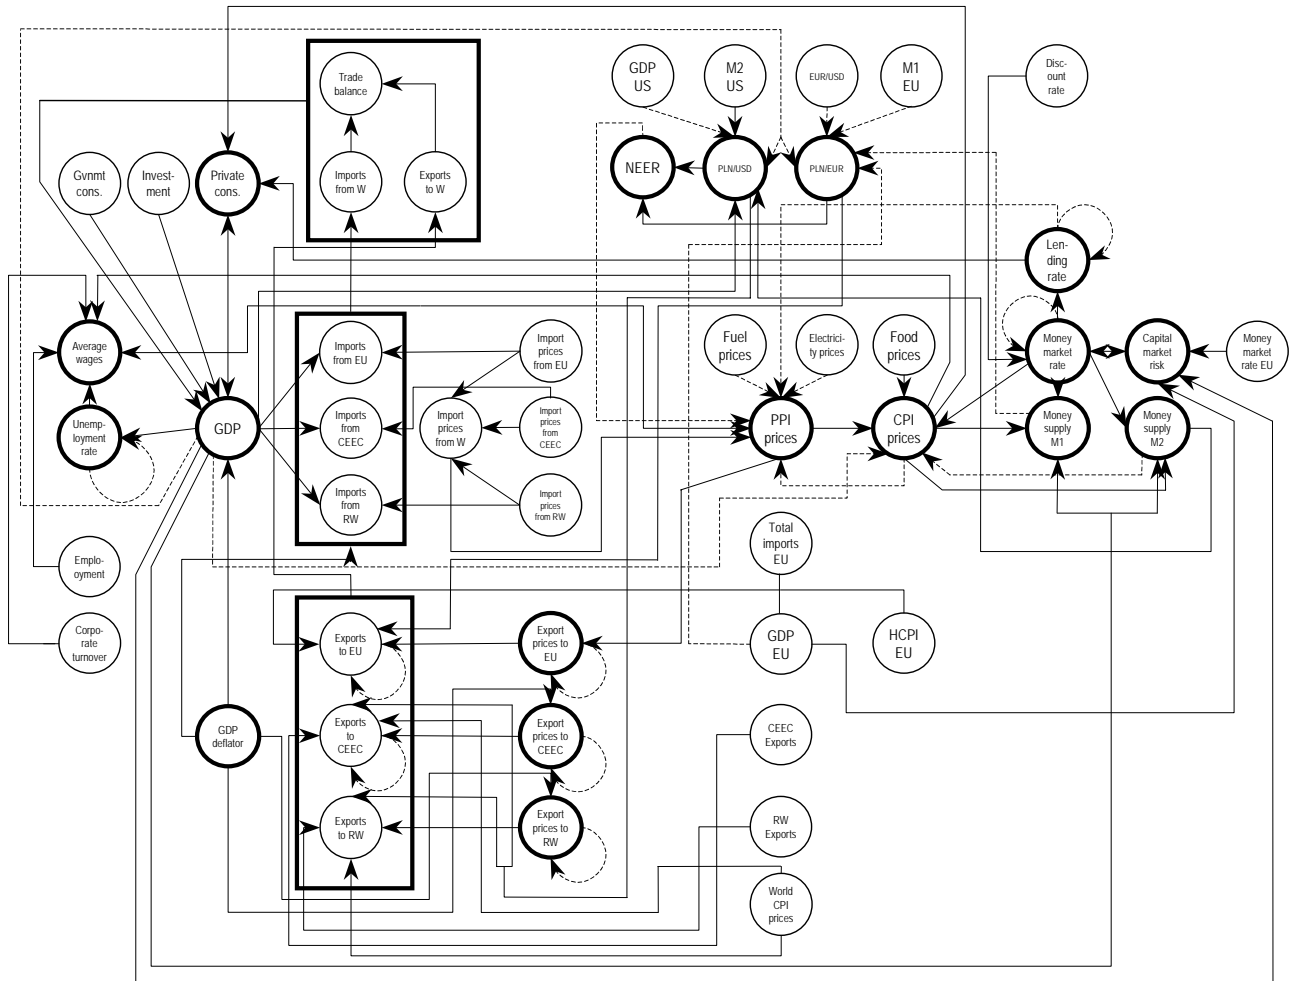 Trade
balance
GDP
US
M2
US
EUR/USD
M1
EU
Disc-
ount
rate
Gvnmt
cons.
Invest-
ment
Private
cons.
Imports
from W
Exports
to W
NEER
PLN/USD
PLN/EUR
Len-
ding
rate
Average
wages
Imports
from EU
Import
prices
from EU
Fuel
prices
Electrici-
ty prices
Food
prices
Money
market
rate
Capital
market
risk
Money
market
rate EU
Unemp-
loyment
rate
GDP
Imports
from
CEEC
Import
prices
from W
Import
prices
from
CEEC
PPI
prices
CPI
prices
Money
supply
M1
Money
supply
M2
Imports
from
RW
Import
prices
from RW
Total
imports
EU
Emplo-
oyment
Corpo-
rate
turnover
Exports
to EU
Export
prices to
EU
GDP
EU
HCPI
EU
GDP
deflator
Exports
to
CEEC
Export
prices to
CEEC
CEEC
Exports
Exports
to RW
Export
prices to
RW
RW
Exports
World
CPI
prices